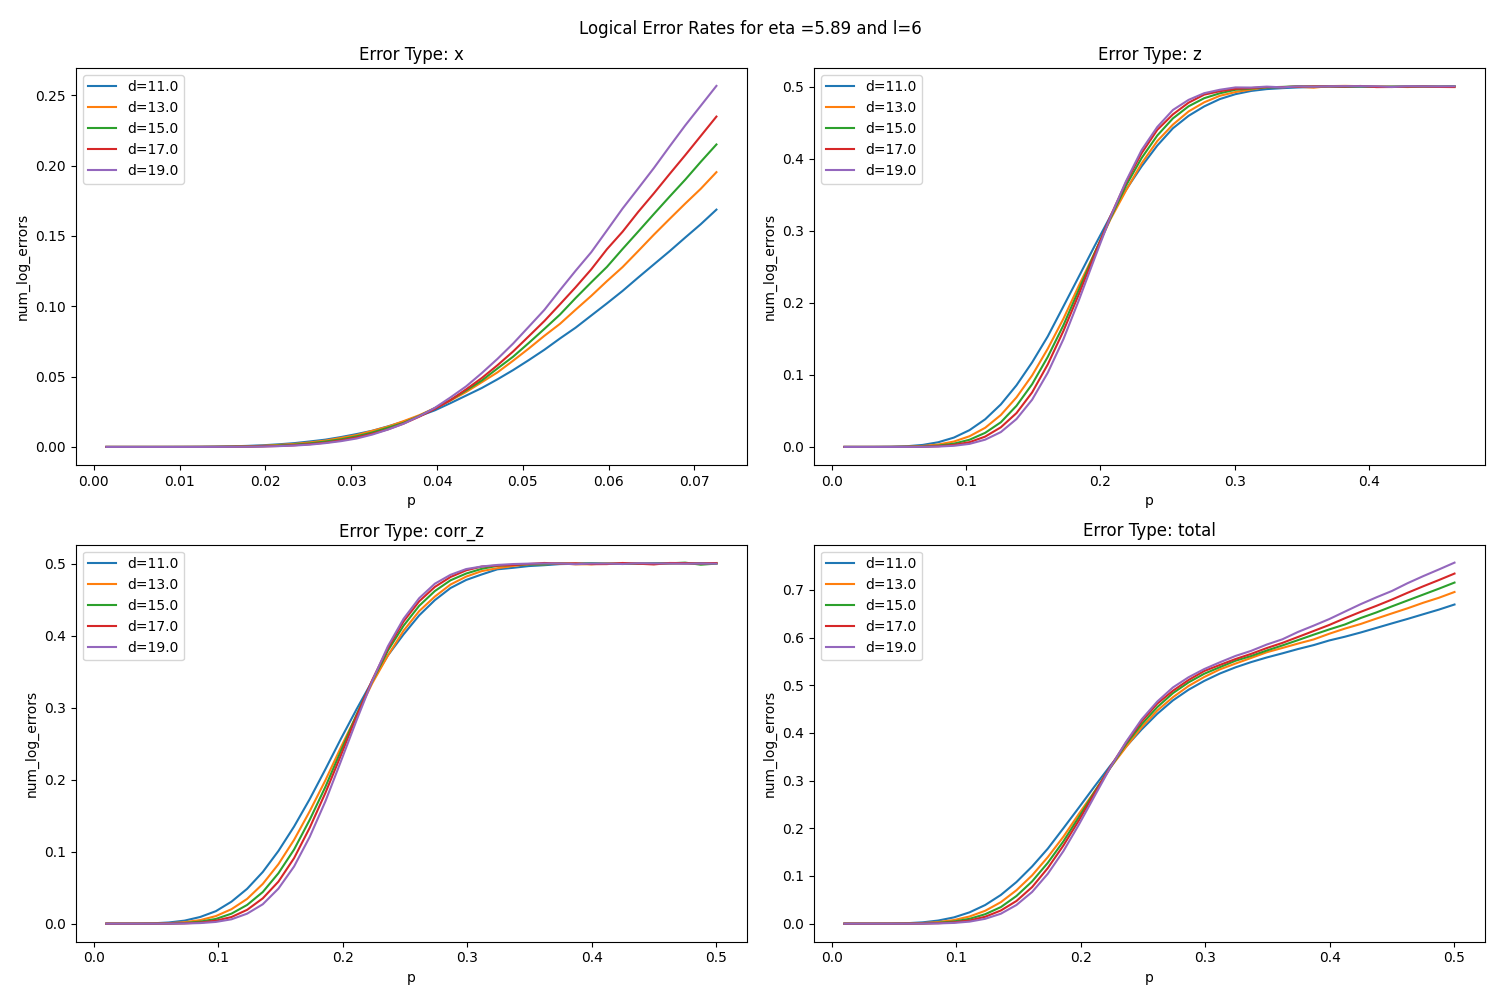 Logical Error Rates for eta =5.89 and l=6
Error Type: x
d=11.0
d=13.0
d=15.0
d=17.0
d=19.0
0.25
0.20
0.15
0.10
0.05
0.00
num_log_errors
0.00 0.01 0.02 0.03 0.04 0.05 0.06 0.07
p
Error Type: z
d=11.0
d=13.0
d=15.0
d=17.0
d=19.0
0.5
0.4
0.3
0.2
0.1
0.0
num_log_errors
0.0 0.1 0.2 0.3 0.4
p
Error Type: corr_z
d=11.0
d=13.0
d=15.0
d=17.0
d=19.0
0.5
0.4
0.3
0.2
0.1
0.0
num_log_errors
0.0 0.1 0.2 0.3 0.4 0.5
p
Error Type: total
d=11.0
d=13.0
d=15.0
d=17.0
d=19.0
0.7
0.6
0.5
0.4
0.3
0.2
0.1
0.0
num_log_errors
0.0 0.1 0.2 0.3 0.4 0.5
p